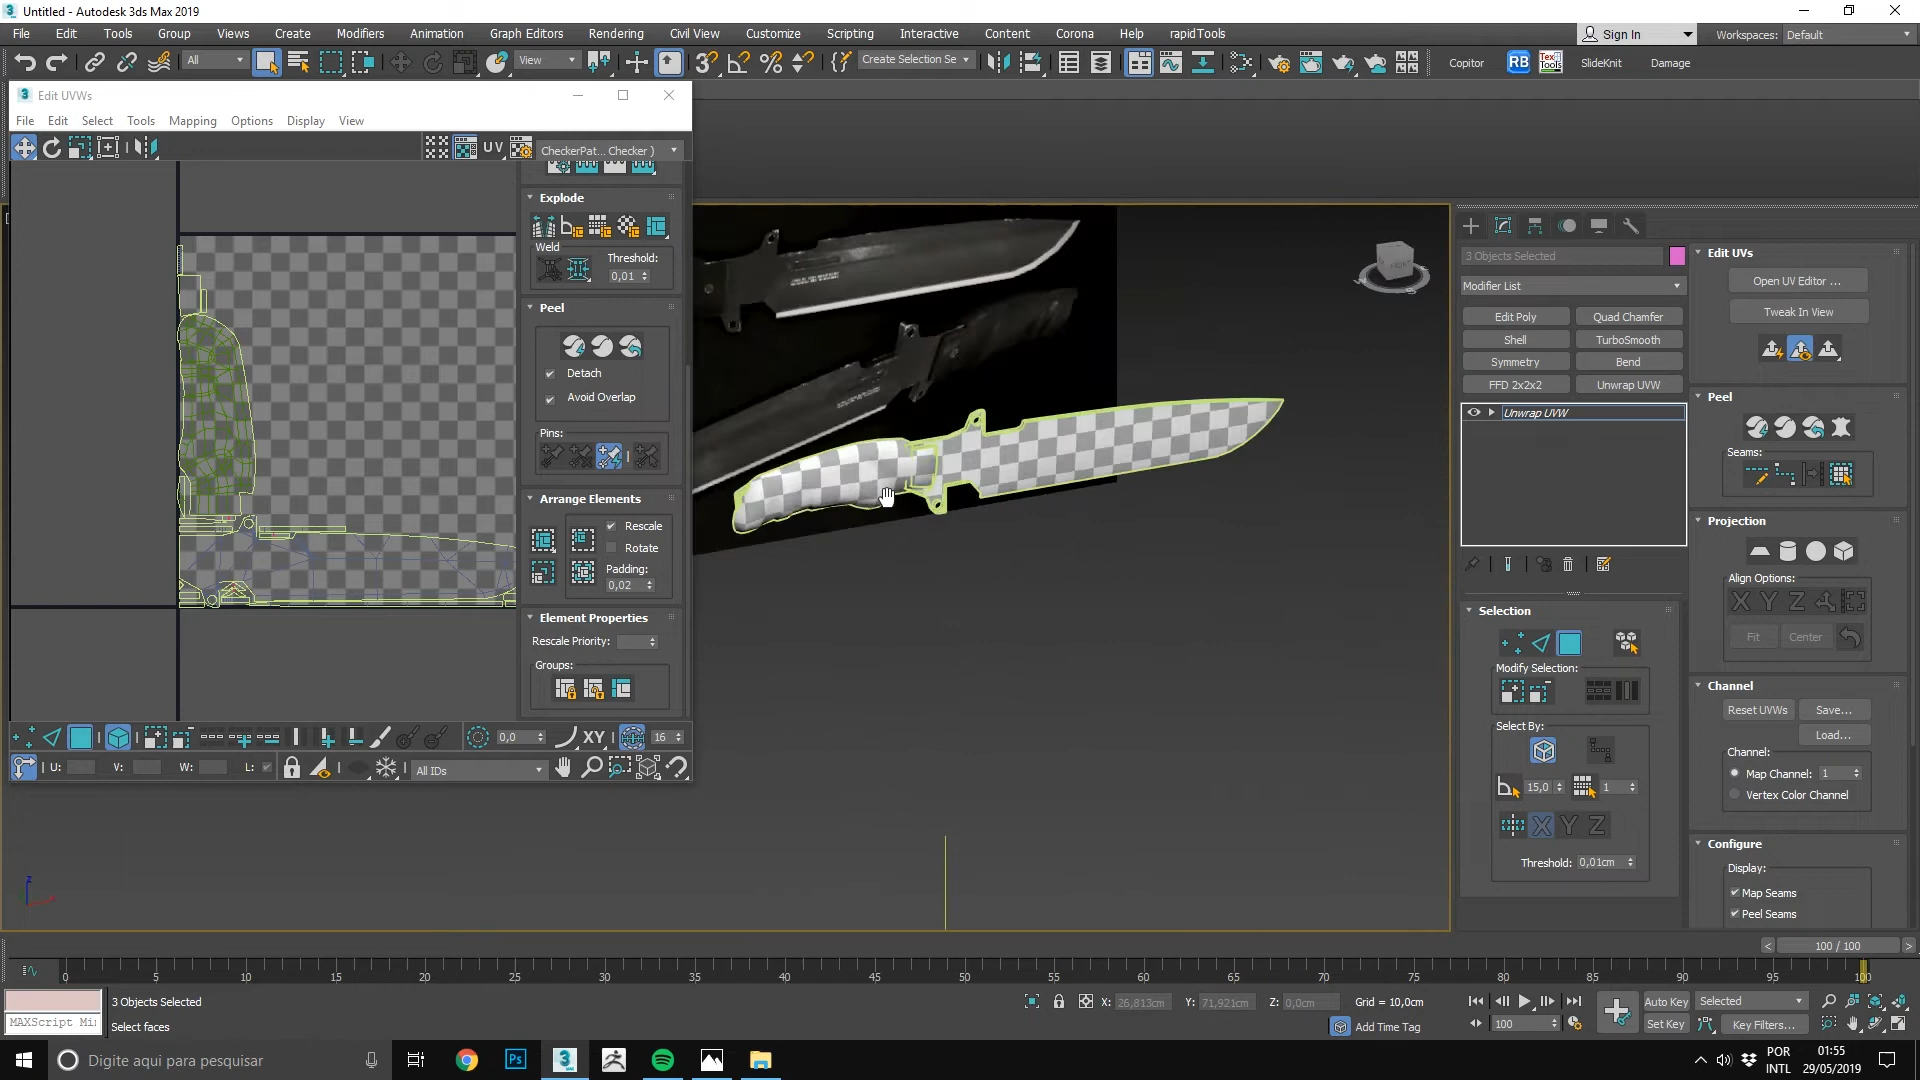 Untitled - Autodesk 3ds Max 2019
File Edit Tools Group Views Create Modifiers Animation Graph Editors Rendering Civil View Customize Scripting Interactive Content Corona Help rapidTools
Sign In Workspaces: Default
All View Create Selection Se Copitor RB SlideKnit Damage
Edit UVWs
File Edit Select Tools Mapping Options Display View
UV CheckerPat... Checker )
Explode
Weld
Threshold:
0,01
Peel
Detach
Avoid Overlap
Pins:
Arrange Elements
Rescale
Rotate
Padding:
0,02
Element Properties
Rescale Priority:
Groups:
0,0 XY 16
U: V: W: L: All IDs
FRONT
3 Objects Selected
Modifier List
Edit Poly Quad Chamfer
Shell TurboSmooth
Symmetry Bend
FFD 2x2x2 Unwrap UVW
Unwrap UVW
Selection
Modify Selection:
Select By:
15,0 1
X Y Z
Threshold: 0,01cm
Edit UVs
Open UV Editor ...
Tweak In View
Peel
Seams:
Projection
Align Options:
X Y Z
Fit Center
Channel
Reset UVWs Save...
Load...
Channel:
Map Channel: 1
Vertex Color Channel
Configure
Display:
Map Seams
Peel Seams
z
< 100 / 100 >
0 5 10 15 20 25 30 35 40 45 50 55 60 65 70 75 80 85 90 95 100
3 Objects Selected X: 26,813cm Y: 71,921cm Z: 0,0cm Grid = 10,0cm Auto Key Selected
MAXScript Mi Select faces Add Time Tag 100 Set Key Key Filters...
Digite aqui para pesquisar
Ps 3
POR
INTL
01:55
29/05/2019